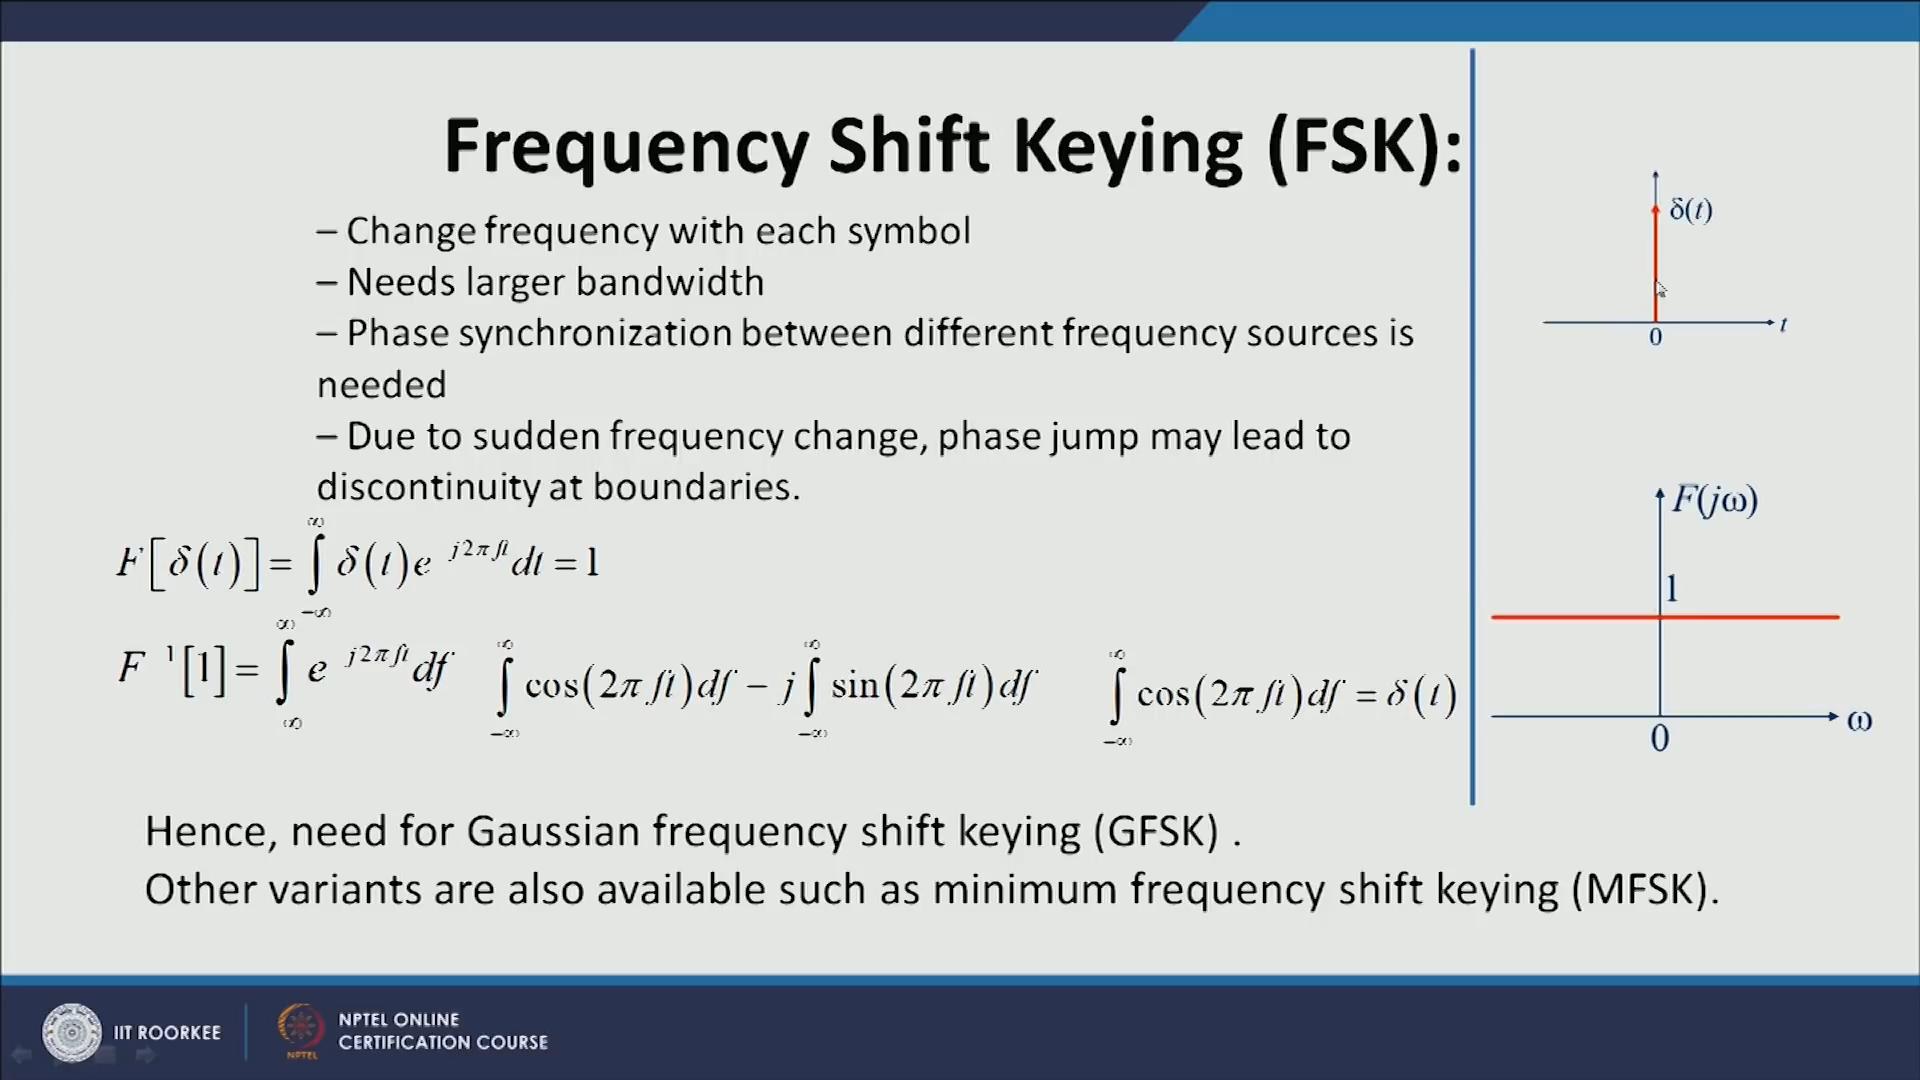 Frequency Shift Keying (FSK):
– Change frequency with each symbol
– Needs larger bandwidth
– Phase synchronization between different frequency sources is
needed
– Due to sudden frequency change, phase jump may lead to
discontinuity at boundaries.
F[δ(t)] = ∫_{−∞}^{∞} δ(t) e^{j2πft} dt = 1
F^{1}[1] = ∫_{∞}^{∞} e^{j2πft} df ∫_{−∞}^{∞} cos(2πft) df − j ∫_{−∞}^{∞} sin(2πft) df ∫_{−∞}^{∞} cos(2πft) df = δ(t)
Hence, need for Gaussian frequency shift keying (GFSK) .
Other variants are also available such as minimum frequency shift keying (MFSK).
δ(t)
t
0
F(jω)
1
ω
0
IIT ROORKEE
NPTEL
NPTEL ONLINE
CERTIFICATION COURSE